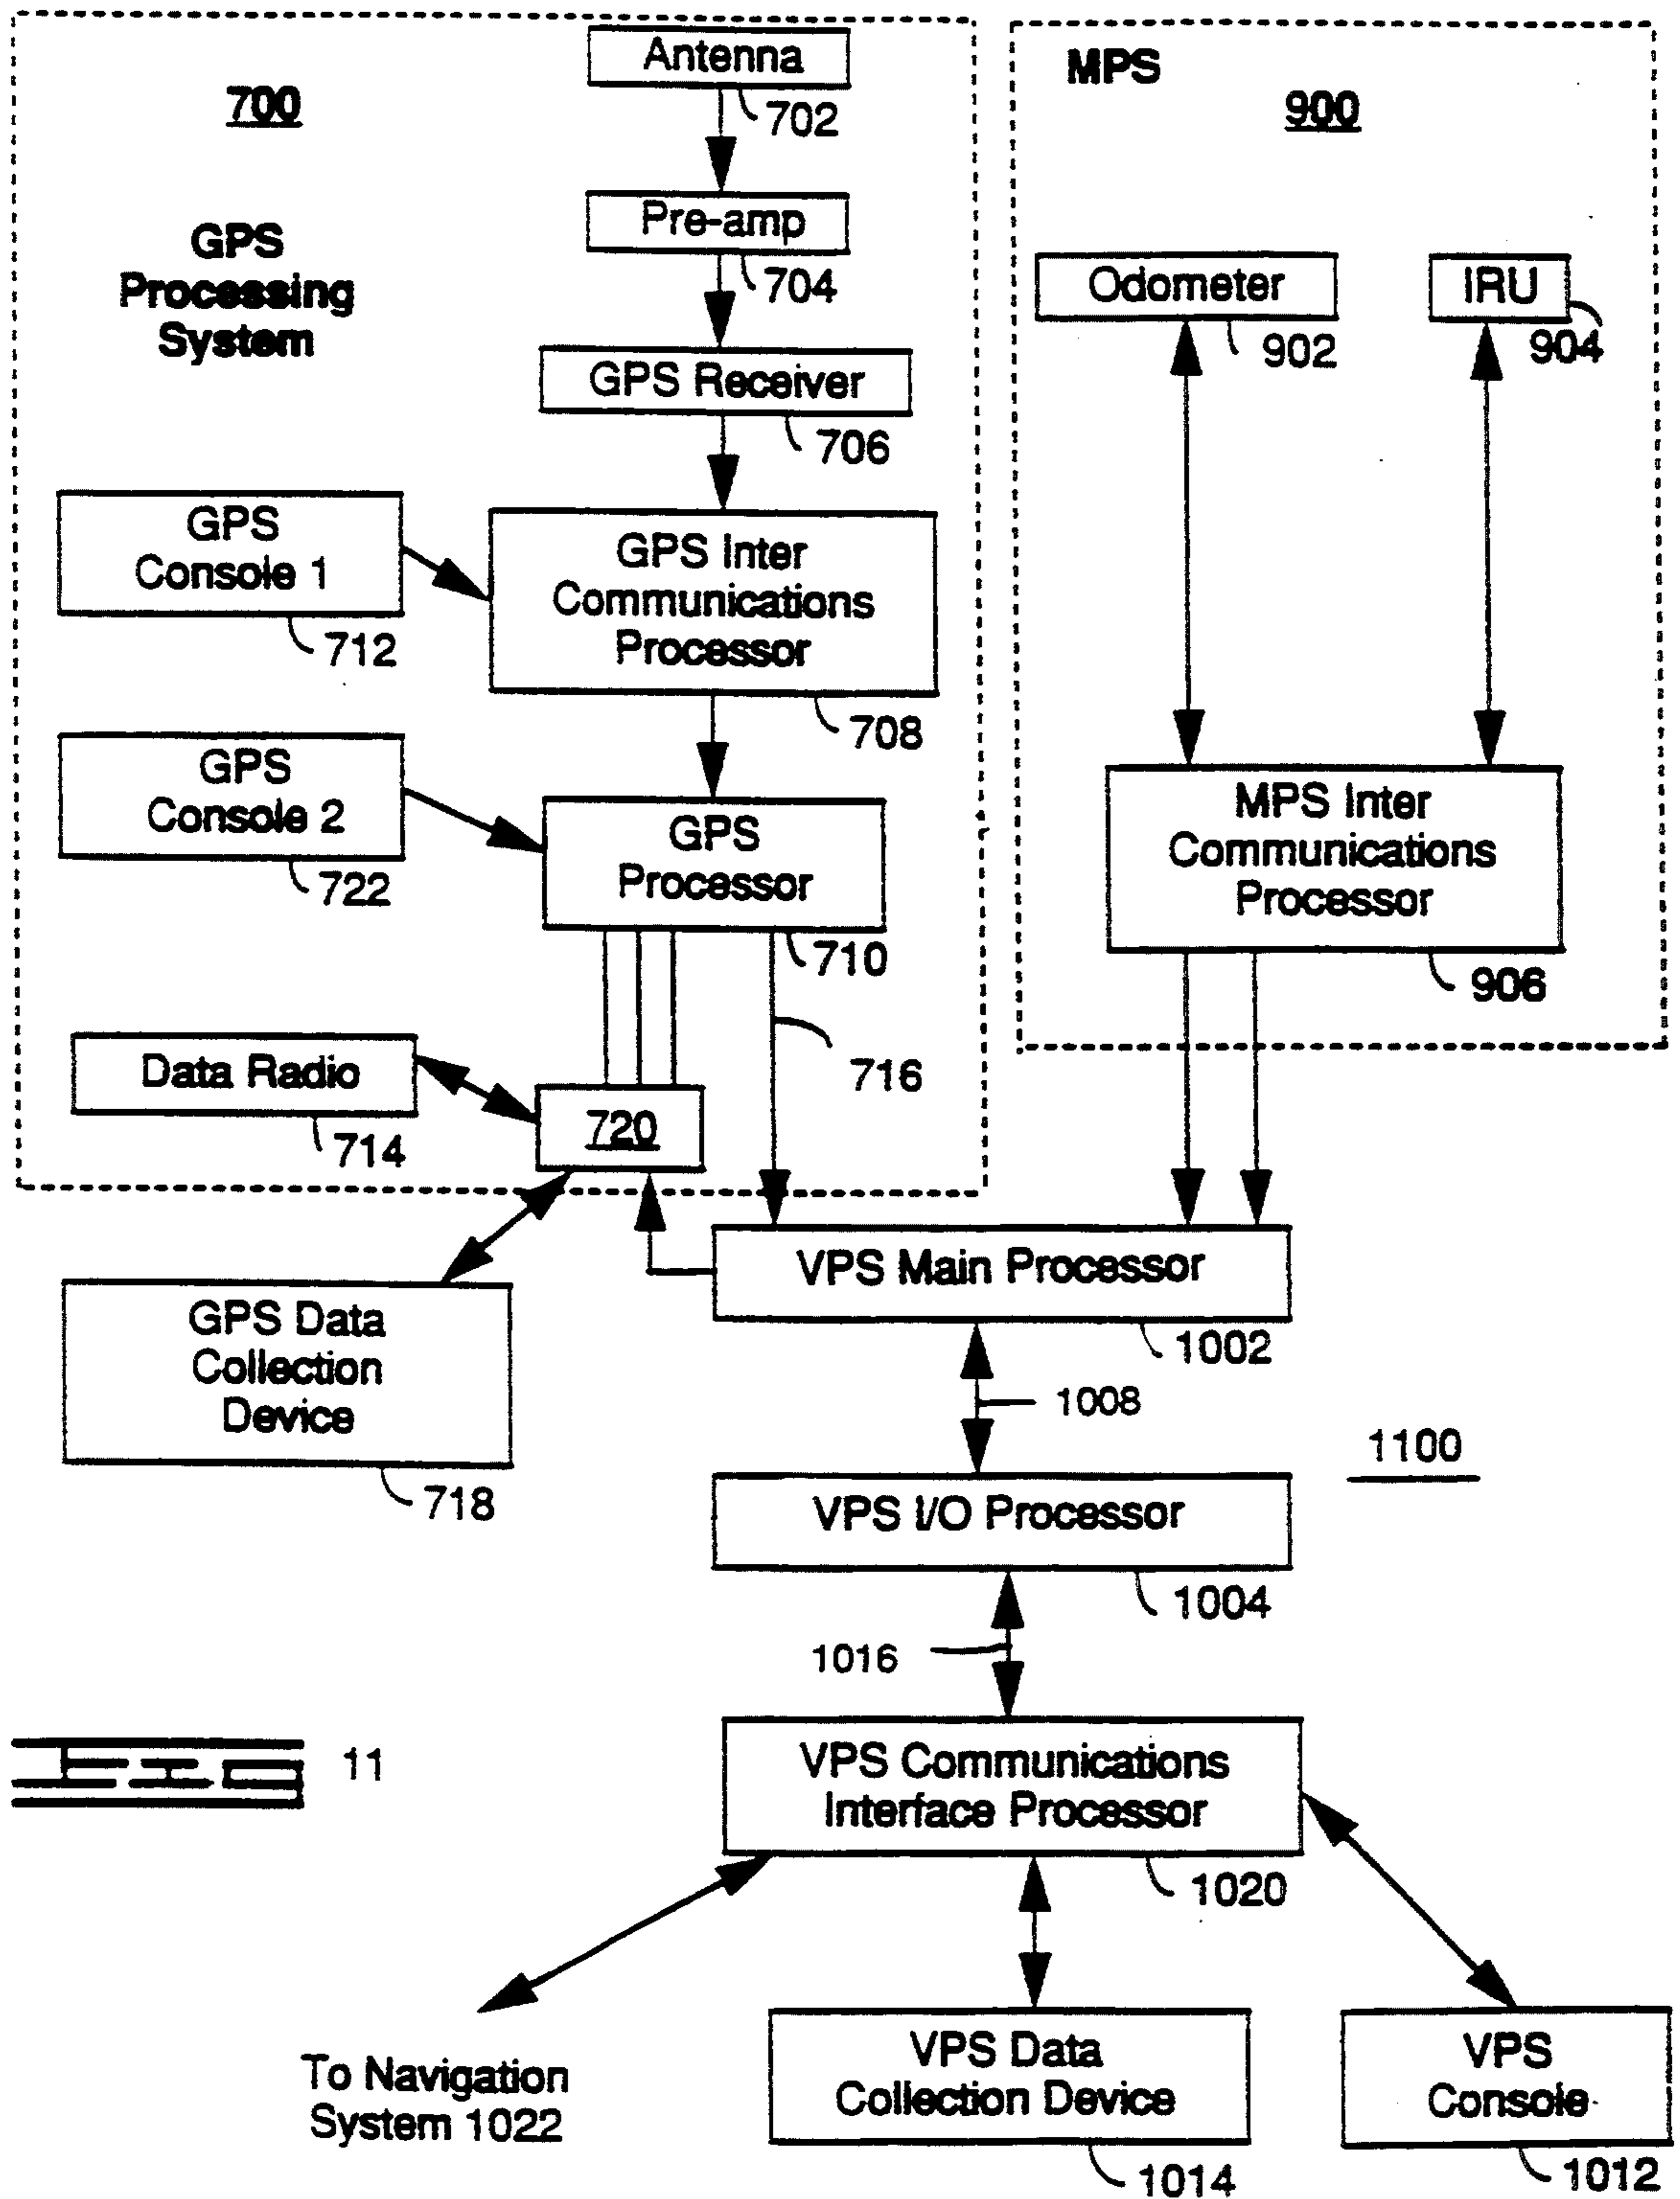 Antenna
702
700
MPS
900
Pre-amp
704
GPS
Processing
System
Odometer
902
IRU
904
GPS Receiver
706
GPS
Console 1
712
GPS Inter
Communications
Processor
708
GPS
Console 2
722
GPS
Processor
710
MPS Inter
Communications
Processor
906
716
Data Radio
714
720
VPS Main Processor
1002
GPS Data
Collection
Device
718
1008
1100
VPS I/O Processor
1004
1016
FIG 11
VPS Communications
Interface Processor
1020
To Navigation
System 1022
VPS Data
Collection Device
1014
VPS
Console
1012